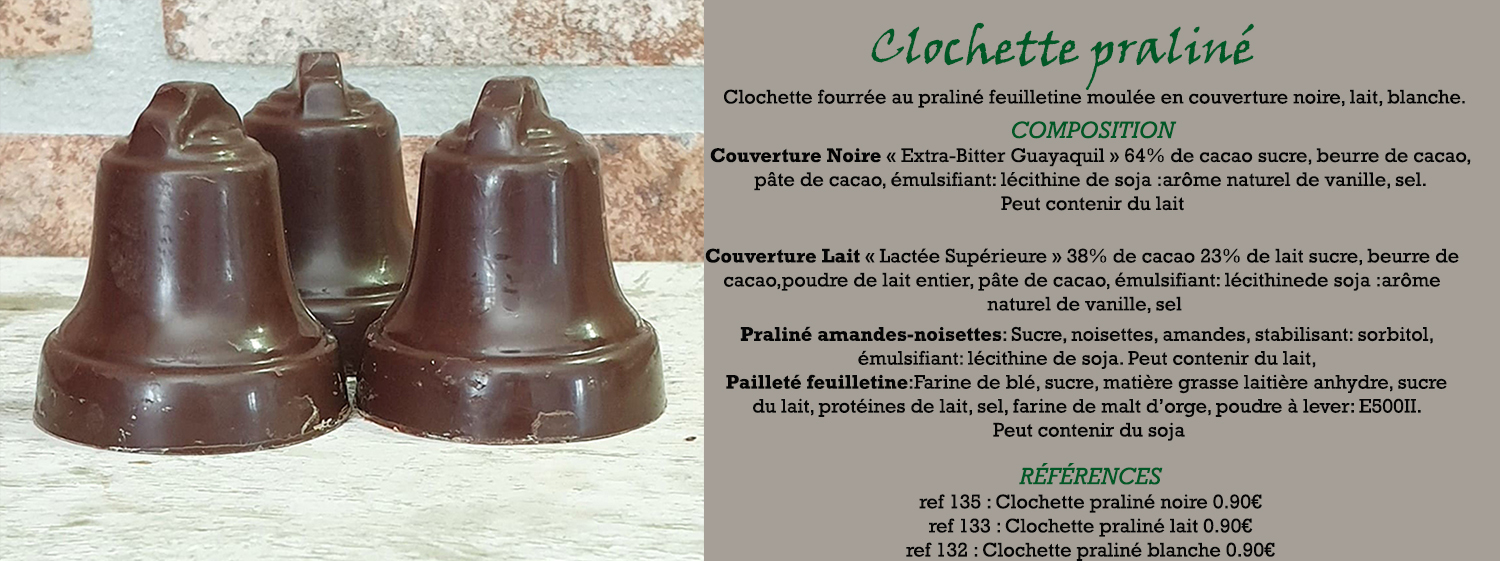 Clochette praliné
Clochette fourrée au praliné feuilletine moulée en couverture noire, lait, blanche.
COMPOSITION
Couverture Noire « Extra-Bitter Guayaquil » 64% de cacao sucre, beurre de cacao,
pâte de cacao, émulsifiant: lécithine de soja :arôme naturel de vanille, sel.
Peut contenir du lait
Couverture Lait « Lactée Supérieure » 38% de cacao 23% de lait sucre, beurre de
cacao,poudre de lait entier, pâte de cacao, émulsifiant: lécithinede soja :arôme
naturel de vanille, sel
Praliné amandes-noisettes: Sucre, noisettes, amandes, stabilisant: sorbitol,
émulsifiant: lécithine de soja. Peut contenir du lait,
Pailleté feuilletine:Farine de blé, sucre, matière grasse laitière anhydre, sucre
du lait, protéines de lait, sel, farine de malt d'orge, poudre à lever: E500II.
Peut contenir du soja
RÉFÉRENCES
ref 135 : Clochette praliné noire 0.90€
ref 133 : Clochette praliné lait 0.90€
ref 132 : Clochette praliné blanche 0.90€